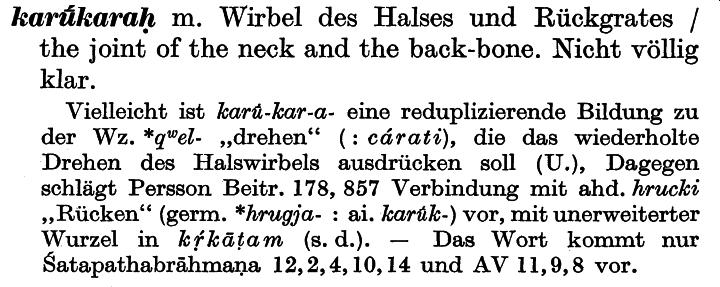 karū́karaḥ m. Wirbel des Halses und Rückgrates /
the joint of the neck and the back-bone. Nicht völlig
klar.
Vielleicht ist karū́-kar-a- eine reduplizierende Bildung zu
der Wz. *qʷel- „drehen“ (: cárati), die das wiederholte
Drehen des Halswirbels ausdrücken soll (U.), Dagegen
schlägt Persson Beitr. 178, 857 Verbindung mit ahd. hrucki
„Rücken“ (germ. *hrugja- : ai. karū́k-) vor, mit unerweiterter
Wurzel in kŕ̥kāṭam (s. d.). — Das Wort kommt nur
Śatapathabrāhmaṇa 12,2,4,10,14 und AV 11,9,8 vor.